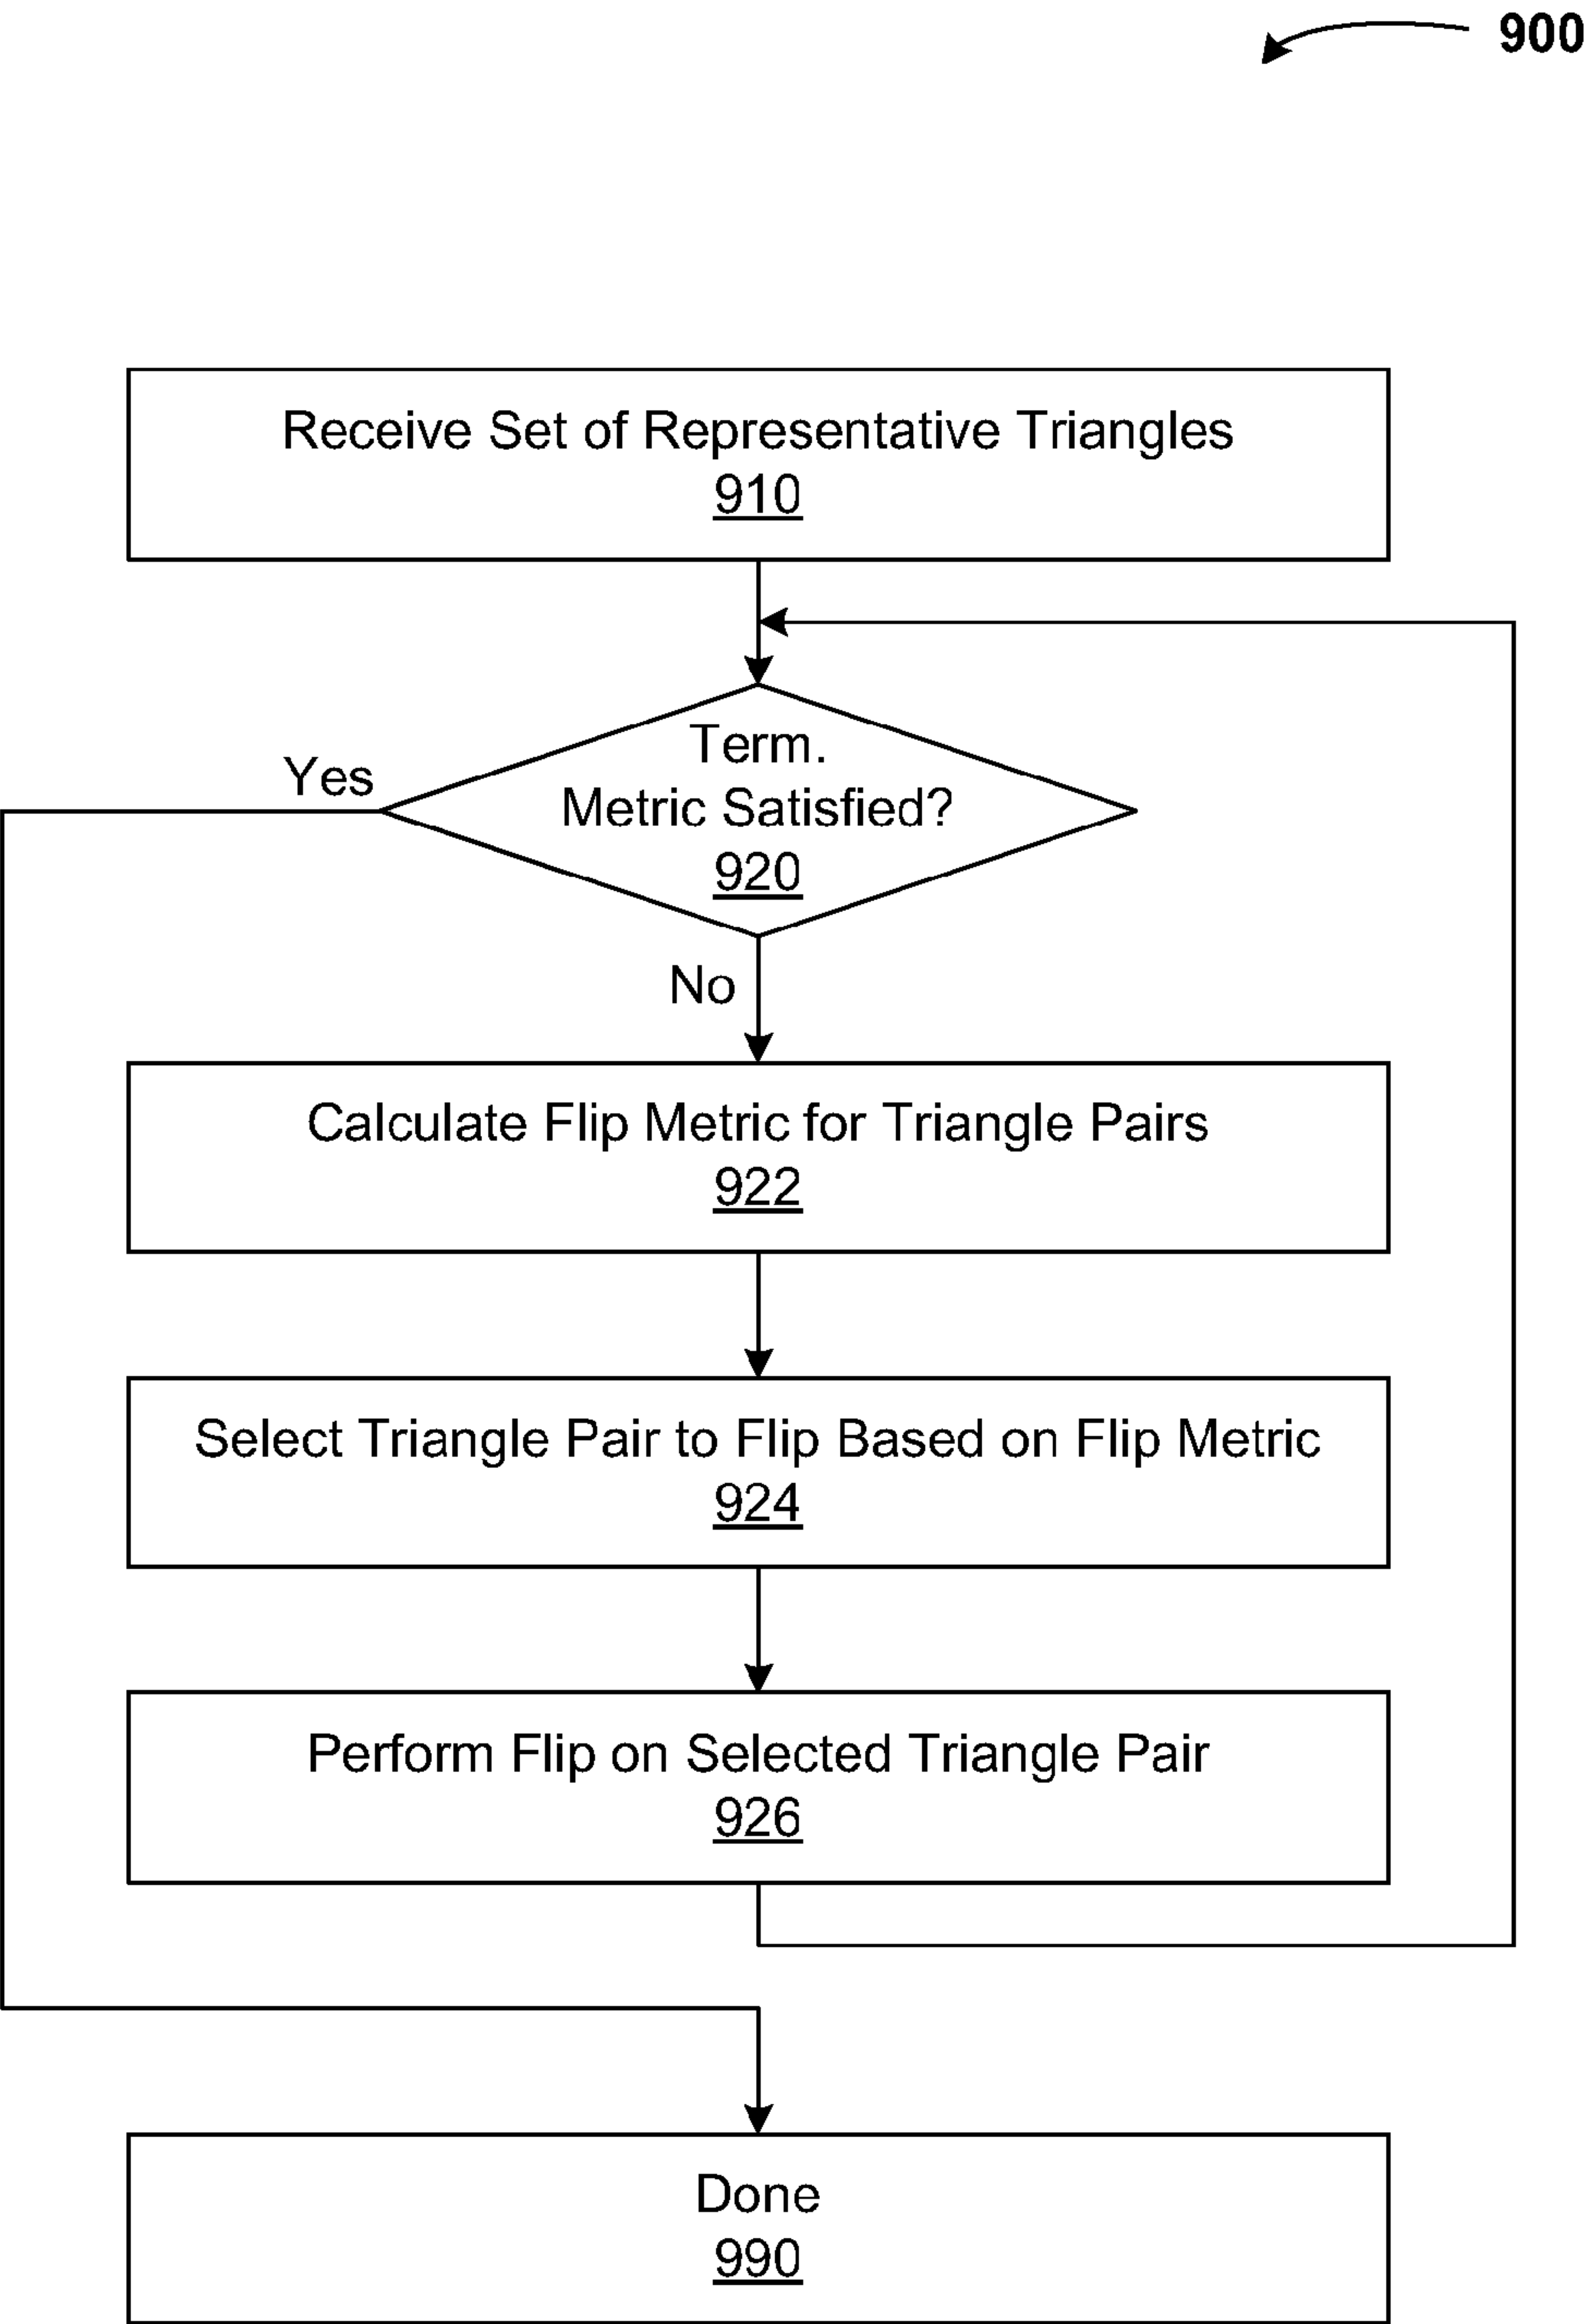 900
Receive Set of Representative Triangles
910
Term.
Metric Satisfied?
920
Yes
No
Calculate Flip Metric for Triangle Pairs
922
Select Triangle Pair to Flip Based on Flip Metric
924
Perform Flip on Selected Triangle Pair
926
Done
990